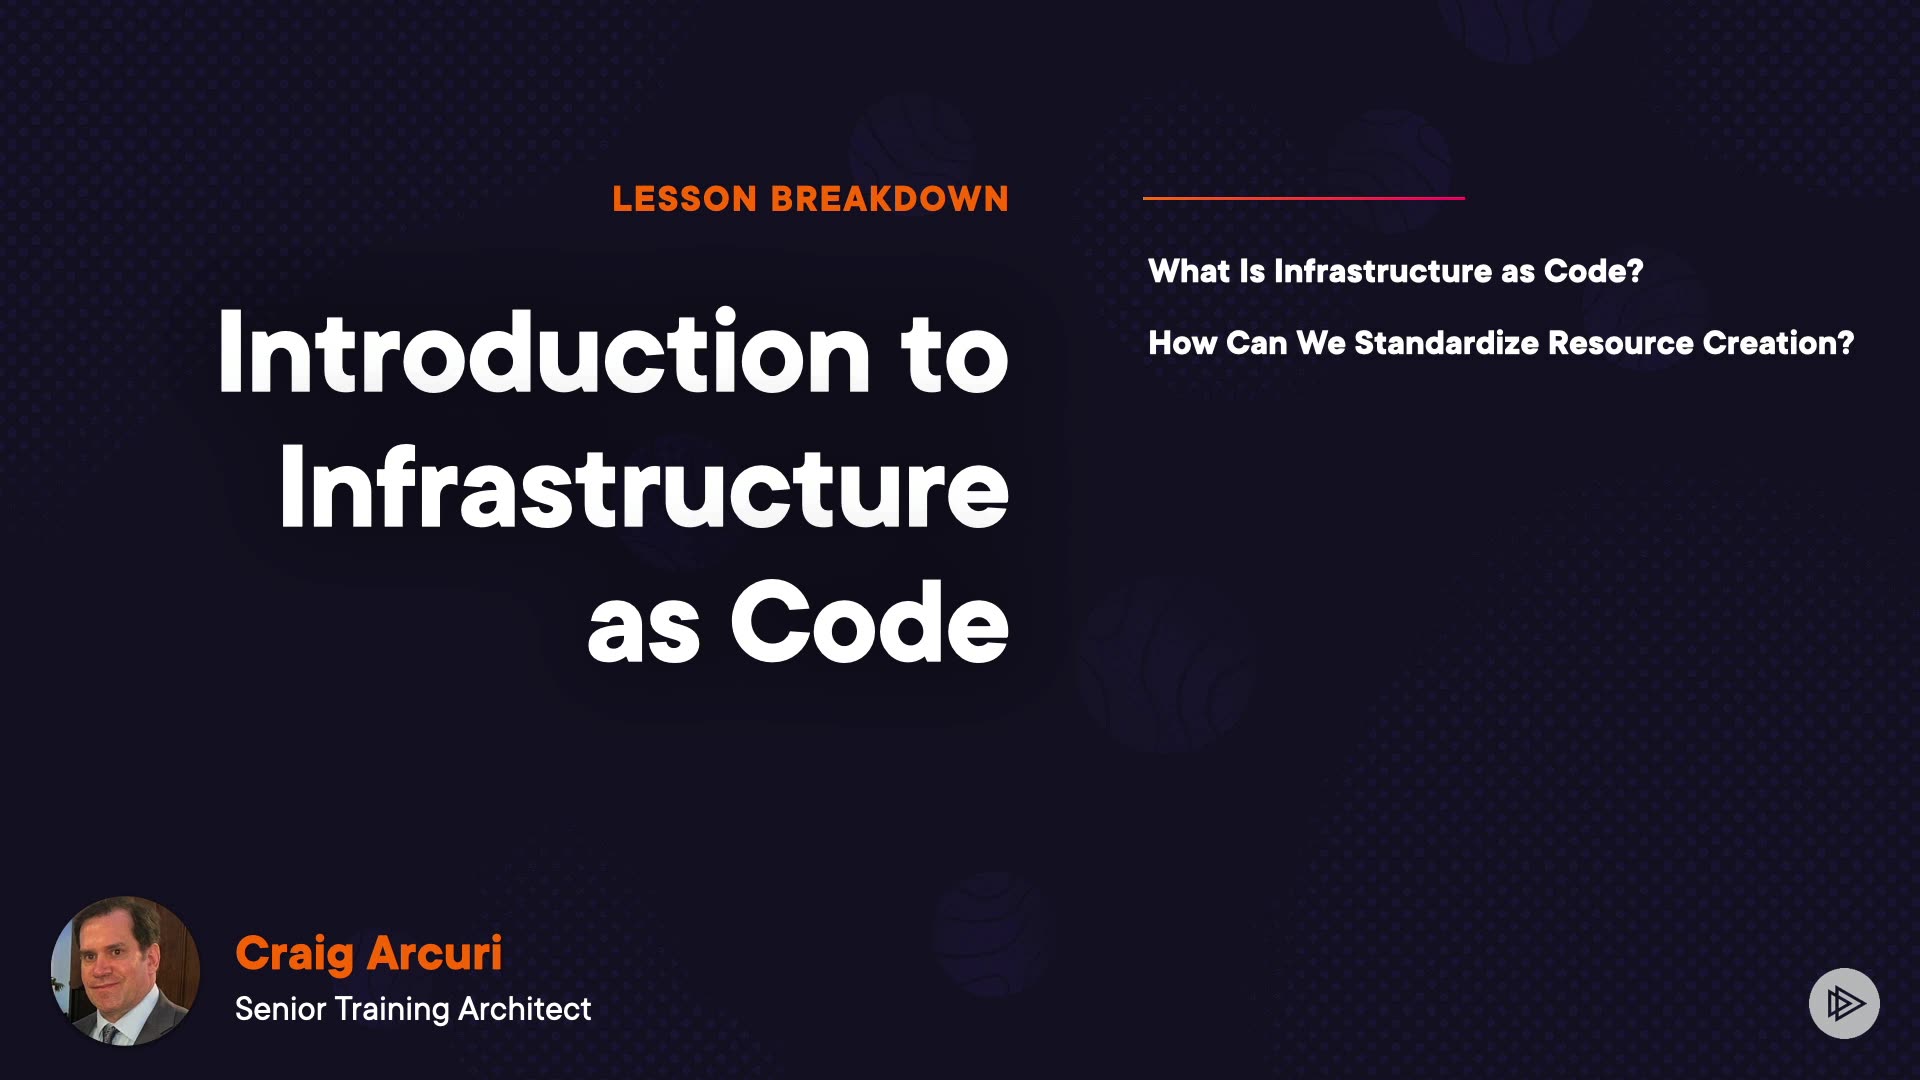 LESSON BREAKDOWN
Introduction to
Infrastructure
as Code
What Is Infrastructure as Code?
How Can We Standardize Resource Creation?
Craig Arcuri
Senior Training Architect